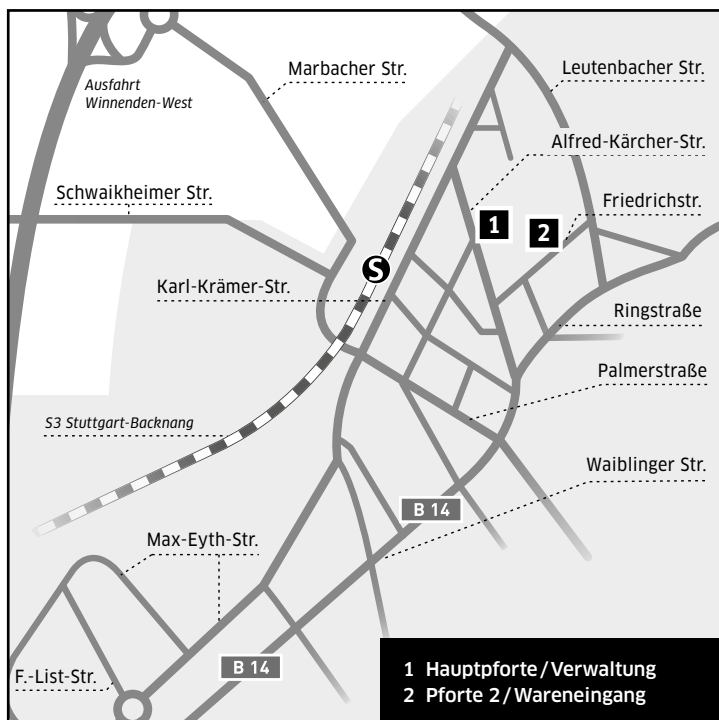 Marbacher Str.
Leutenbacher Str.
Ausfahrt
Winnenden-West
Alfred-Kärcher-Str.
Schwaikheimer Str.
Friedrichstr.
1
2
S
Karl-Krämer-Str.
Ringstraße
Palmerstraße
S3 Stuttgart-Backnang
Waiblinger Str.
B 14
Max-Eyth-Str.
B 14
F.-List-Str.
1 Hauptpforte/Verwaltung
2 Pforte 2/Wareneingang